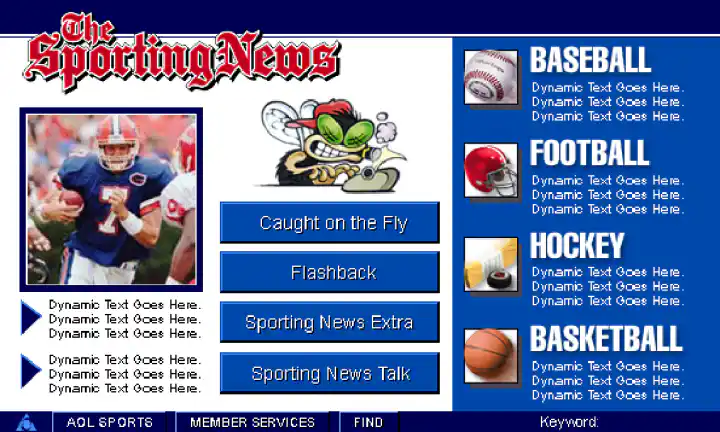 The
Sporting News
7
C
Caught on the Fly
Flashback
Sporting News Extra
Sporting News Talk
Dynamic Text Goes Here.
Dynamic Text Goes Here.
Dynamic Text Goes Here.
Dynamic Text Goes Here.
Dynamic Text Goes Here.
Dynamic Text Goes Here.
BASEBALL
Dynamic Text Goes Here.
Dynamic Text Goes Here.
Dynamic Text Goes Here.
FOOTBALL
Dynamic Text Goes Here.
Dynamic Text Goes Here.
Dynamic Text Goes Here.
HOCKEY
Dynamic Text Goes Here.
Dynamic Text Goes Here.
Dynamic Text Goes Here.
BASKETBALL
Dynamic Text Goes Here.
Dynamic Text Goes Here.
Dynamic Text Goes Here.
AOL SPORTS
MEMBER SERVICES
FIND
Keyword: